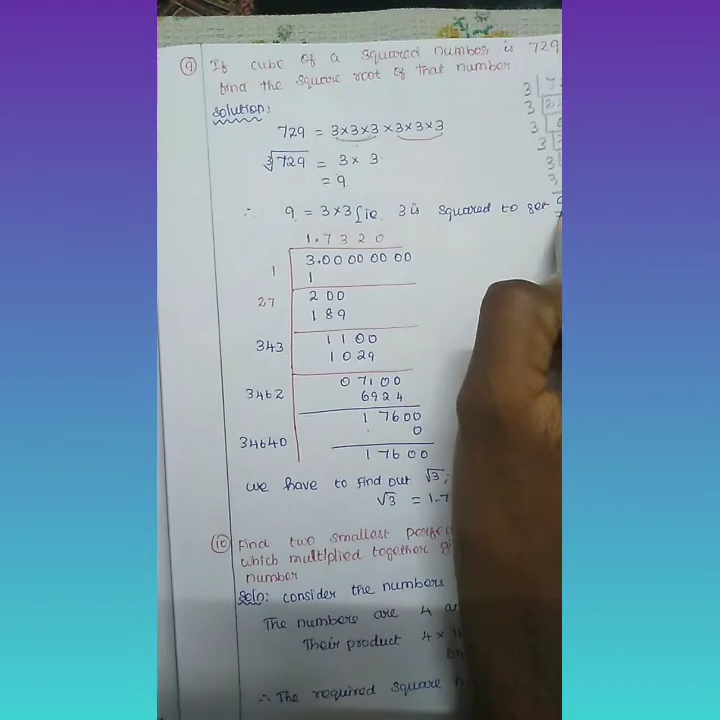 9) If cube of a squared number is 729
find the square root of that number
Solution:
729 = 3×3×3×3×3×3
∛729 = 3× 3
= 9
∴ 9 = 3×3 [ie 3 is squared to get 9
1.7320
3.00 00 00 00
1 1
27 200
189
343 1100
1029
3462 07100
6924
17600
34640 0
17600
we have to find out √3;
√3 = 1.7
10) Find two smallest perfec
which multiplied together gi
number
Soln: consider the numbers
The numbers are 4 a
Their product 4 ×
∴ The required square